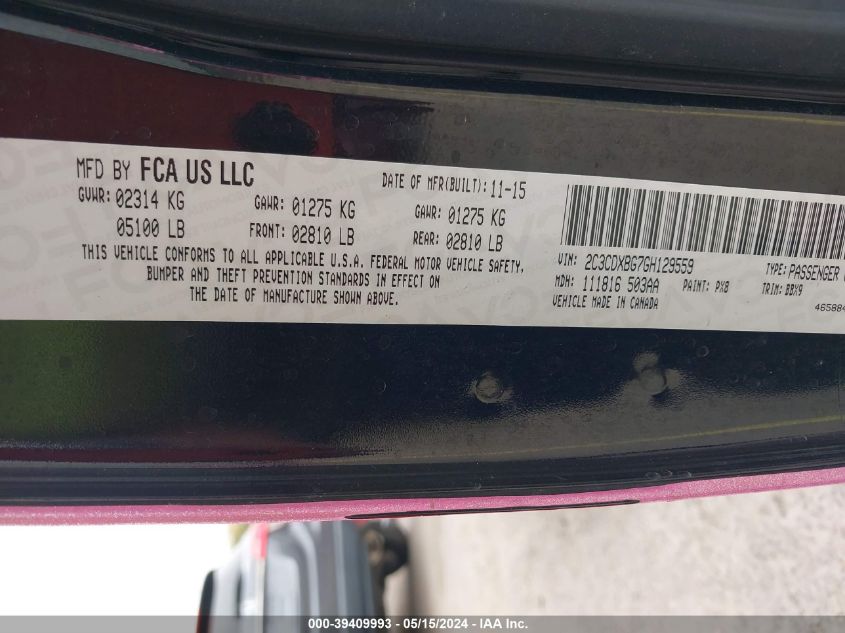 MFD BY FCA US LLC
DATE OF MFR(BUILT): 11-15
GVWR: 02314 KG GAWR: 01275 KG GAWR: 01275 KG
05100 LB FRONT: 02810 LB REAR: 02810 LB
THIS VEHICLE CONFORMS TO ALL APPLICABLE U.S.A. FEDERAL MOTOR VEHICLE SAFETY,
BUMPER AND THEFT PREVENTION STANDARDS IN EFFECT ON
THE DATE OF MANUFACTURE SHOWN ABOVE.
VIN: 2C3CDXBG7GH129559 TYPE: PASSENGER
MDH: 111816 503AA PAINT: PX8 TRIM: BBX9
VEHICLE MADE IN CANADA
46588
000-39409993 - 05/15/2024 - IAA Inc.